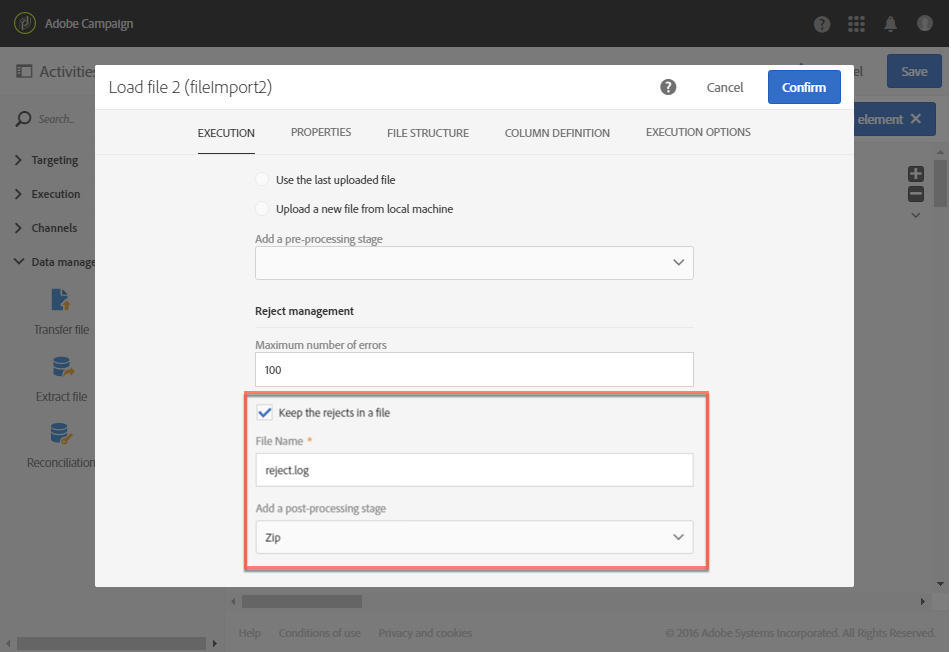 Adobe Campaign
Activitie
el
Save
Load file 2 (fileImport2)
Cancel
Confirm
element
Search...
EXECUTION
PROPERTIES
FILE STRUCTURE
COLUMN DEFINITION
EXECUTION OPTIONS
Targeting
Execution
Channels
Data manage
Transfer file
Extract file
Reconciliation
Use the last uploaded file
Upload a new file from local machine
Add a pre-processing stage
Reject management
Maximum number of errors
100
Keep the rejects in a file
File Name *
reject.log
Add a post-processing stage
Zip
Help
Conditions of use
Privacy and cookies
© 2016 Adobe Systems Incorporated. All Rights Reserved.